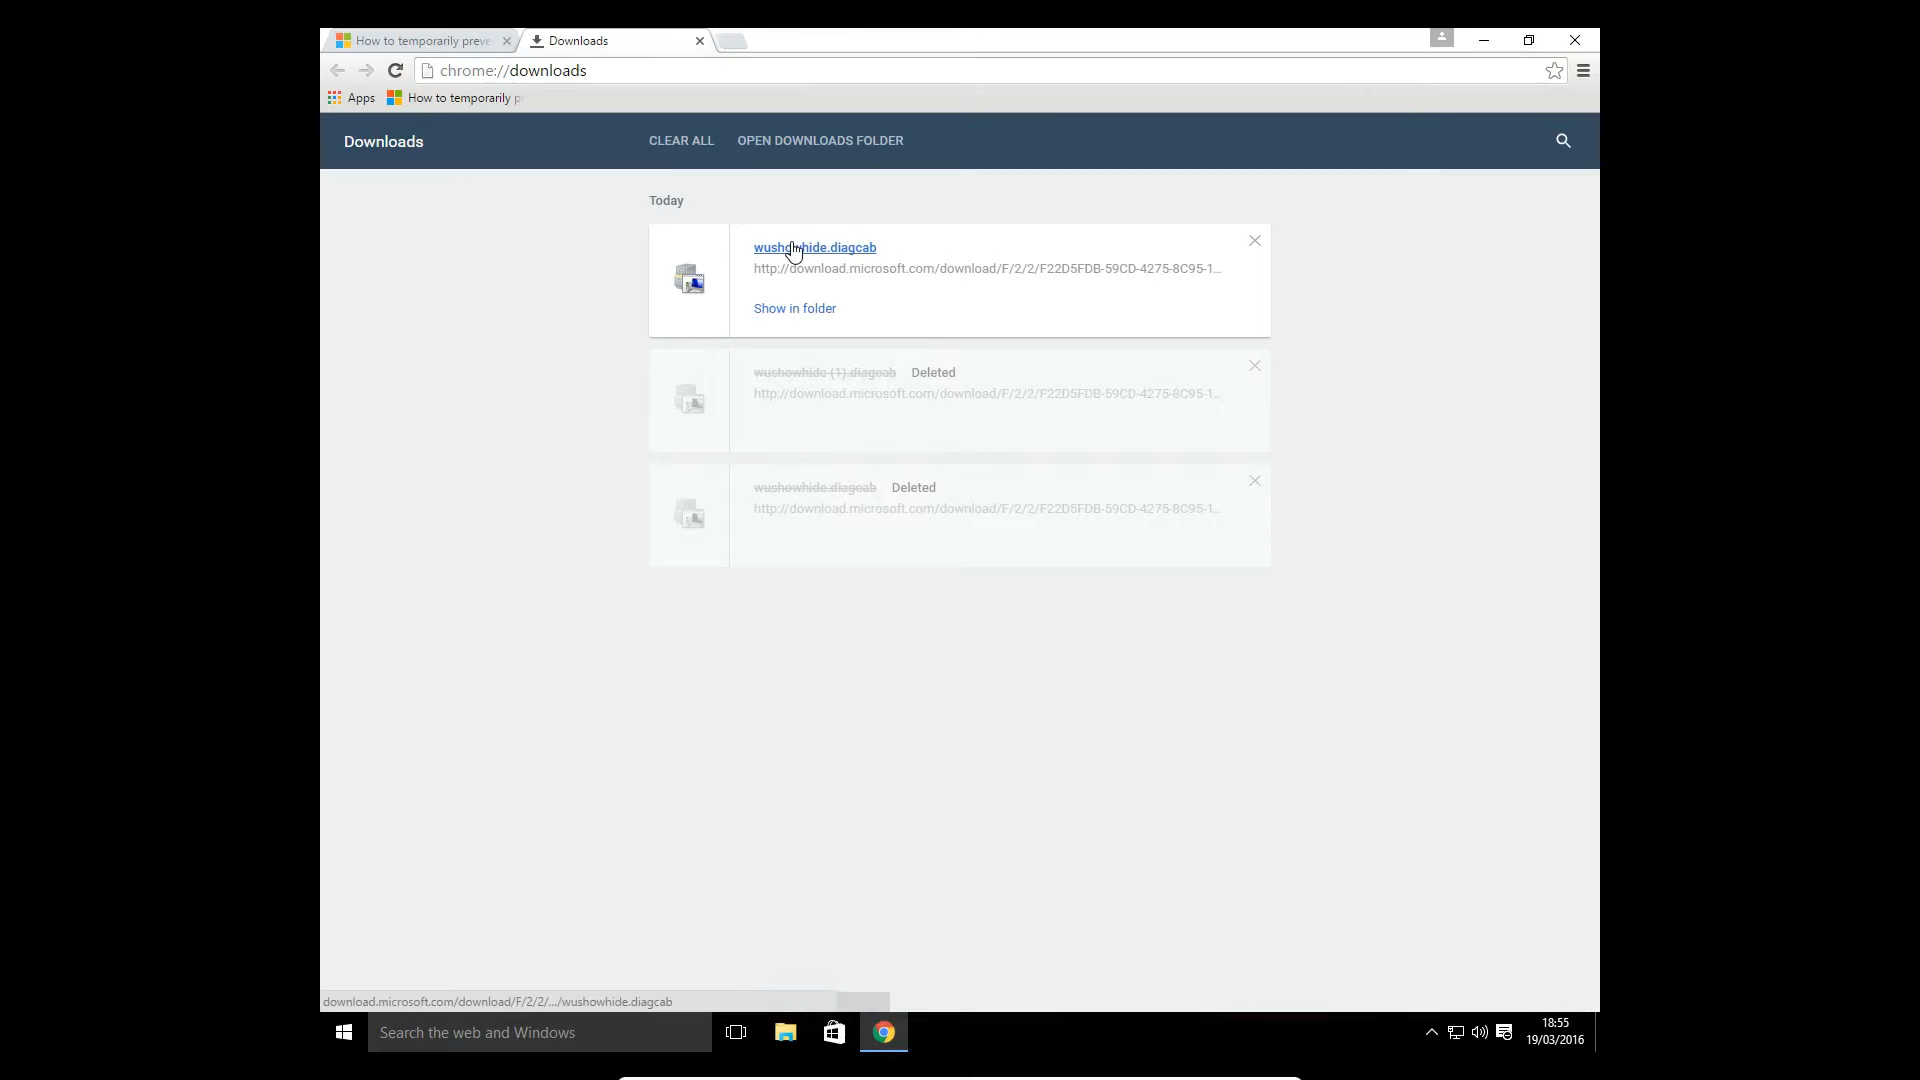 How to temporarily preve
Downloads
chrome://downloads
Apps
How to temporarily pr
Downloads
CLEAR ALL
OPEN DOWNLOADS FOLDER
Today
wushowhide.diagcab
http://download.microsoft.com/download/F/2/2/F22D5FDB-59CD-4275-8C95-1...
Show in folder
wushowhide (1).diagcab Deleted
http://download.microsoft.com/download/F/2/2/F22D5FDB-59CD-4275-8C95-1...
wushowhide.diagcab Deleted
http://download.microsoft.com/download/F/2/2/F22D5FDB-59CD-4275-8C95-1...
download.microsoft.com/download/F/2/2/.../wushowhide.diagcab
Search the web and Windows
18:55
19/03/2016